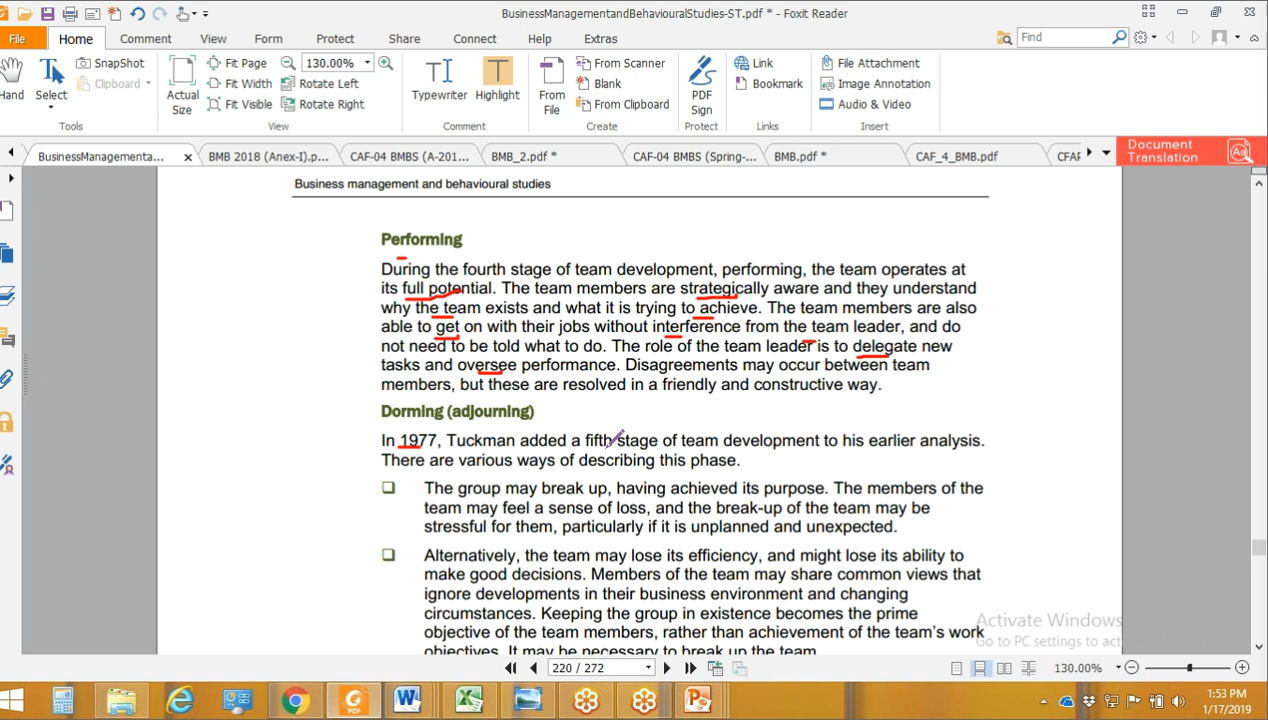 BusinessManagementandBehaviouralStudies-ST.pdf * - Foxit Reader
File Home Comment View Form Protect Share Connect Help Extras
Find
Hand Select SnapShot Clipboard
Tools
Actual Size Fit Page Fit Width Fit Visible 130.00% Rotate Left Rotate Right
View
Typewriter Highlight
Comment
From File From Scanner Blank From Clipboard
Create
PDF Sign
Protect
Link Bookmark
Links
File Attachment Image Annotation Audio & Video
Insert
BusinessManagementa... BMB 2018 (Anex-I).p... CAF-04 BMBS (A-201... BMB_2.pdf * CAF-04 BMBS (Spring-... BMB.pdf * CAF_4_BMB.pdf CFAF
Document Translation
Business management and behavioural studies
Performing
During the fourth stage of team development, performing, the team operates at
its full potential. The team members are strategically aware and they understand
why the team exists and what it is trying to achieve. The team members are also
able to get on with their jobs without interference from the team leader, and do
not need to be told what to do. The role of the team leader is to delegate new
tasks and oversee performance. Disagreements may occur between team
members, but these are resolved in a friendly and constructive way.
Dorming (adjourning)
In 1977, Tuckman added a fifth stage of team development to his earlier analysis.
There are various ways of describing this phase.
The group may break up, having achieved its purpose. The members of the
team may feel a sense of loss, and the break-up of the team may be
stressful for them, particularly if it is unplanned and unexpected.
Alternatively, the team may lose its efficiency, and might lose its ability to
make good decisions. Members of the team may share common views that
ignore developments in their business environment and changing
circumstances. Keeping the group in existence becomes the prime
objective of the team members, rather than achievement of the team's work
objectives. It may be necessary to break up the team.
Activate Windows
Go to PC settings to
220 / 272
130.00%
1:53 PM
1/17/2019